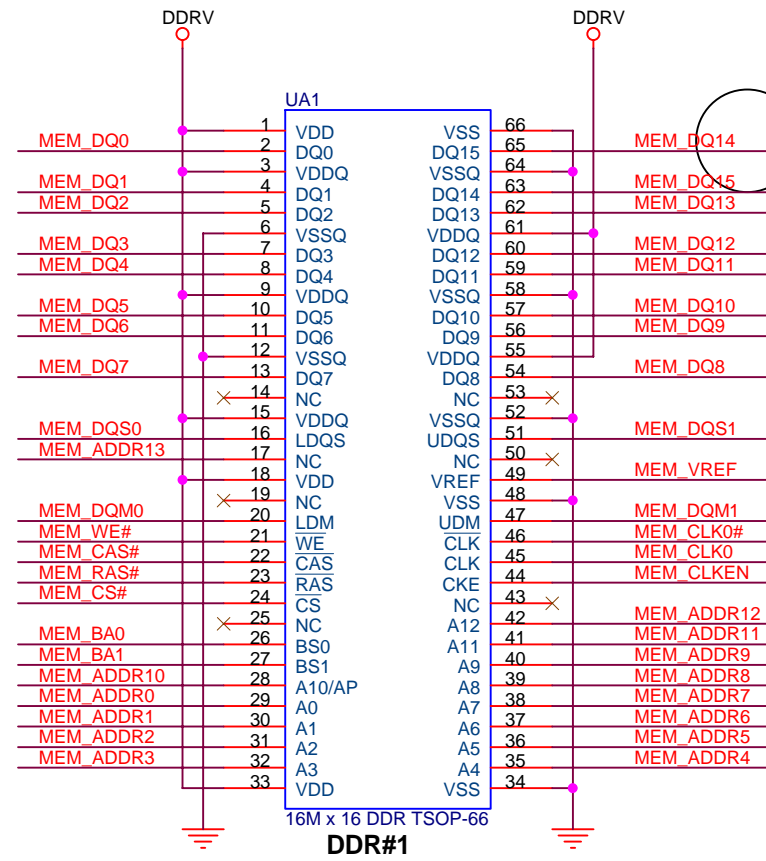 DDRV DDRV
UA1
1 VDD VSS 66
MEM_DQ0 2 DQ0 DQ15 65 MEM_DQ14
3 VDDQ VSSQ 64
MEM_DQ1 4 DQ1 DQ14 63 MEM_DQ15
MEM_DQ2 5 DQ2 DQ13 62 MEM_DQ13
6 VSSQ VDDQ 61
MEM_DQ3 7 DQ3 DQ12 60 MEM_DQ12
MEM_DQ4 8 DQ4 DQ11 59 MEM_DQ11
9 VDDQ VSSQ 58
MEM_DQ5 10 DQ5 DQ10 57 MEM_DQ10
MEM_DQ6 11 DQ6 DQ9 56 MEM_DQ9
12 VSSQ VDDQ 55
MEM_DQ7 13 DQ7 DQ8 54 MEM_DQ8
14 NC NC 53
15 VDDQ VSSQ 52
MEM_DQS0 16 LDQS UDQS 51 MEM_DQS1
MEM_ADDR13 17 NC NC 50
18 VDD VREF 49 MEM_VREF
19 NC VSS 48
MEM_DQM0 20 LDM UDM 47 MEM_DQM1
MEM_WE# 21 WE CLK 46 MEM_CLK0#
MEM_CAS# 22 CAS CLK 45 MEM_CLK0
MEM_RAS# 23 RAS CKE 44 MEM_CLKEN
MEM_CS# 24 CS NC 43
25 NC A12 42 MEM_ADDR12
MEM_BA0 26 BS0 A11 41 MEM_ADDR11
MEM_BA1 27 BS1 A9 40 MEM_ADDR9
MEM_ADDR10 28 A10/AP A8 39 MEM_ADDR8
MEM_ADDR0 29 A0 A7 38 MEM_ADDR7
MEM_ADDR1 30 A1 A6 37 MEM_ADDR6
MEM_ADDR2 31 A2 A5 36 MEM_ADDR5
MEM_ADDR3 32 A3 A4 35 MEM_ADDR4
33 VDD VSS 34
16M x 16 DDR TSOP-66
DDR#1